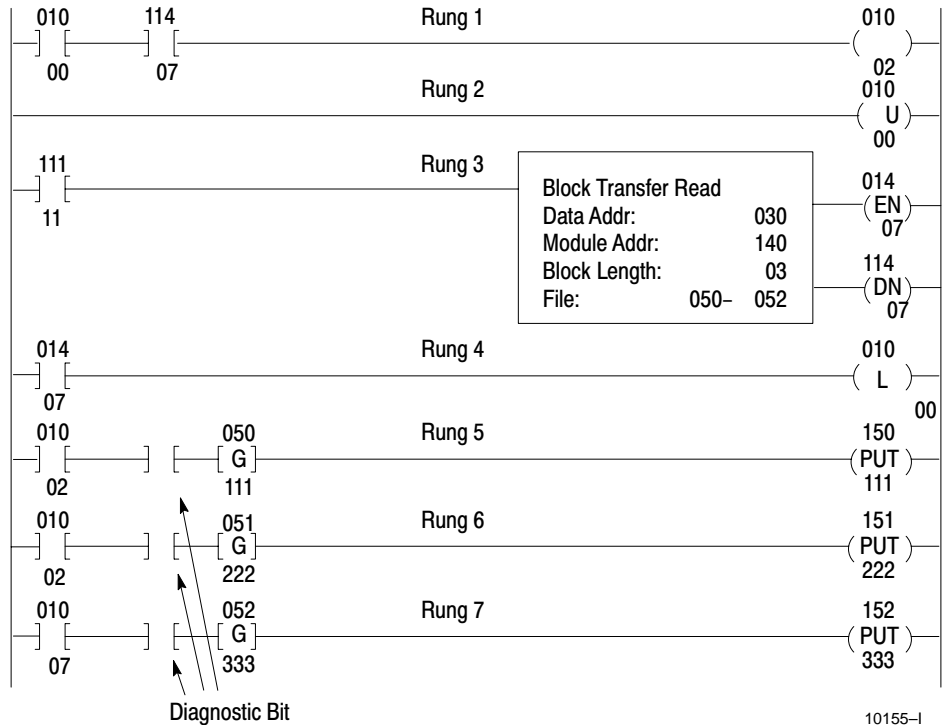 010 114 Rung 1 010
00 07 02
Rung 2 010
U
00
111 Rung 3
11
Block Transfer Read
Data Addr: 030
Module Addr: 140
Block Length: 03
File: 050– 052
014
EN
07
114
DN
07
014 Rung 4 010
L
07 00
010 050 Rung 5 150
G PUT
02 111 111
010 051 Rung 6 151
G PUT
02 222 222
010 052 Rung 7 152
G PUT
07 333 333
Diagnostic Bit
10155–I